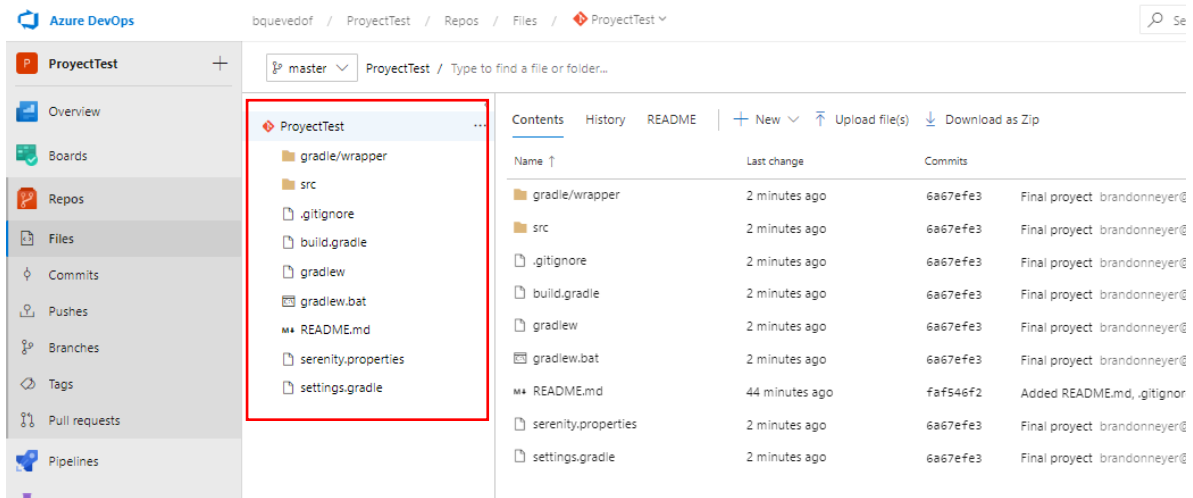 Azure DevOps
bquevedof / ProyectTest / Repos / Files / ProyectTest
ProyectTest
master
ProyectTest / Type to find a file or folder...
Overview
Boards
Repos
Files
Commits
Pushes
Branches
Tags
Pull requests
Pipelines
ProyectTest ...
gradle/wrapper
src
.gitignore
build.gradle
gradlew
gradlew.bat
README.md
serenity.properties
settings.gradle
Contents History README New Upload file(s) Download as Zip
Name ↑ Last change Commits
gradle/wrapper 2 minutes ago 6a67efe3 Final proyect brandonneyer@
src 2 minutes ago 6a67efe3 Final proyect brandonneyer@
.gitignore 2 minutes ago 6a67efe3 Final proyect brandonneyer@
build.gradle 2 minutes ago 6a67efe3 Final proyect brandonneyer@
gradlew 2 minutes ago 6a67efe3 Final proyect brandonneyer@
gradlew.bat 2 minutes ago 6a67efe3 Final proyect brandonneyer@
README.md 44 minutes ago faf546f2 Added README.md, .gitignor
serenity.properties 2 minutes ago 6a67efe3 Final proyect brandonneyer@
settings.gradle 2 minutes ago 6a67efe3 Final proyect brandonneyer@